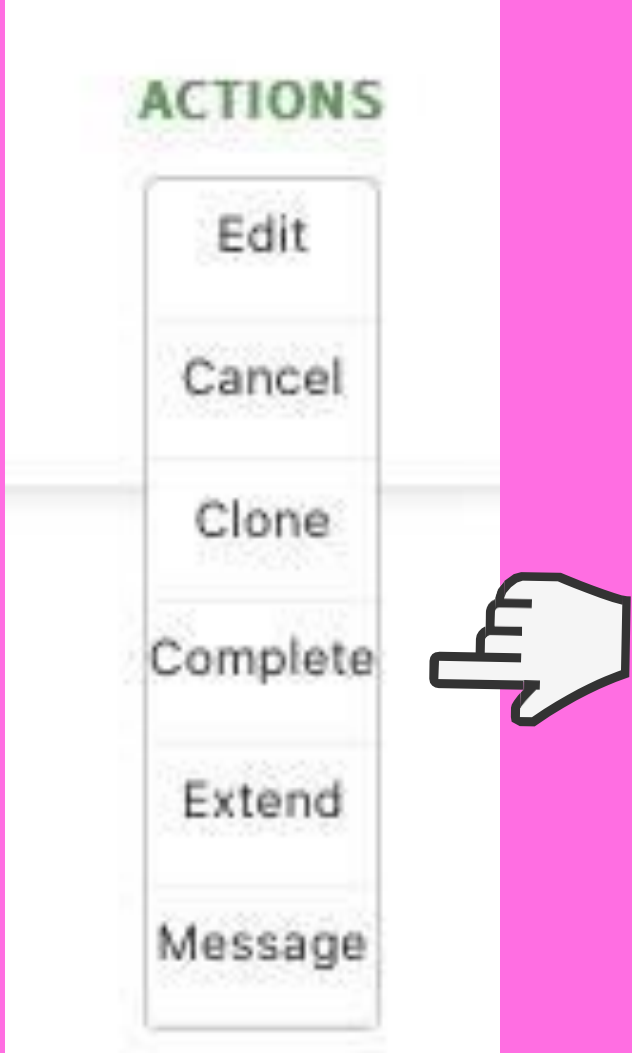 ACTIONS
Edit
Cancel
Clone
Complete
Extend
Message